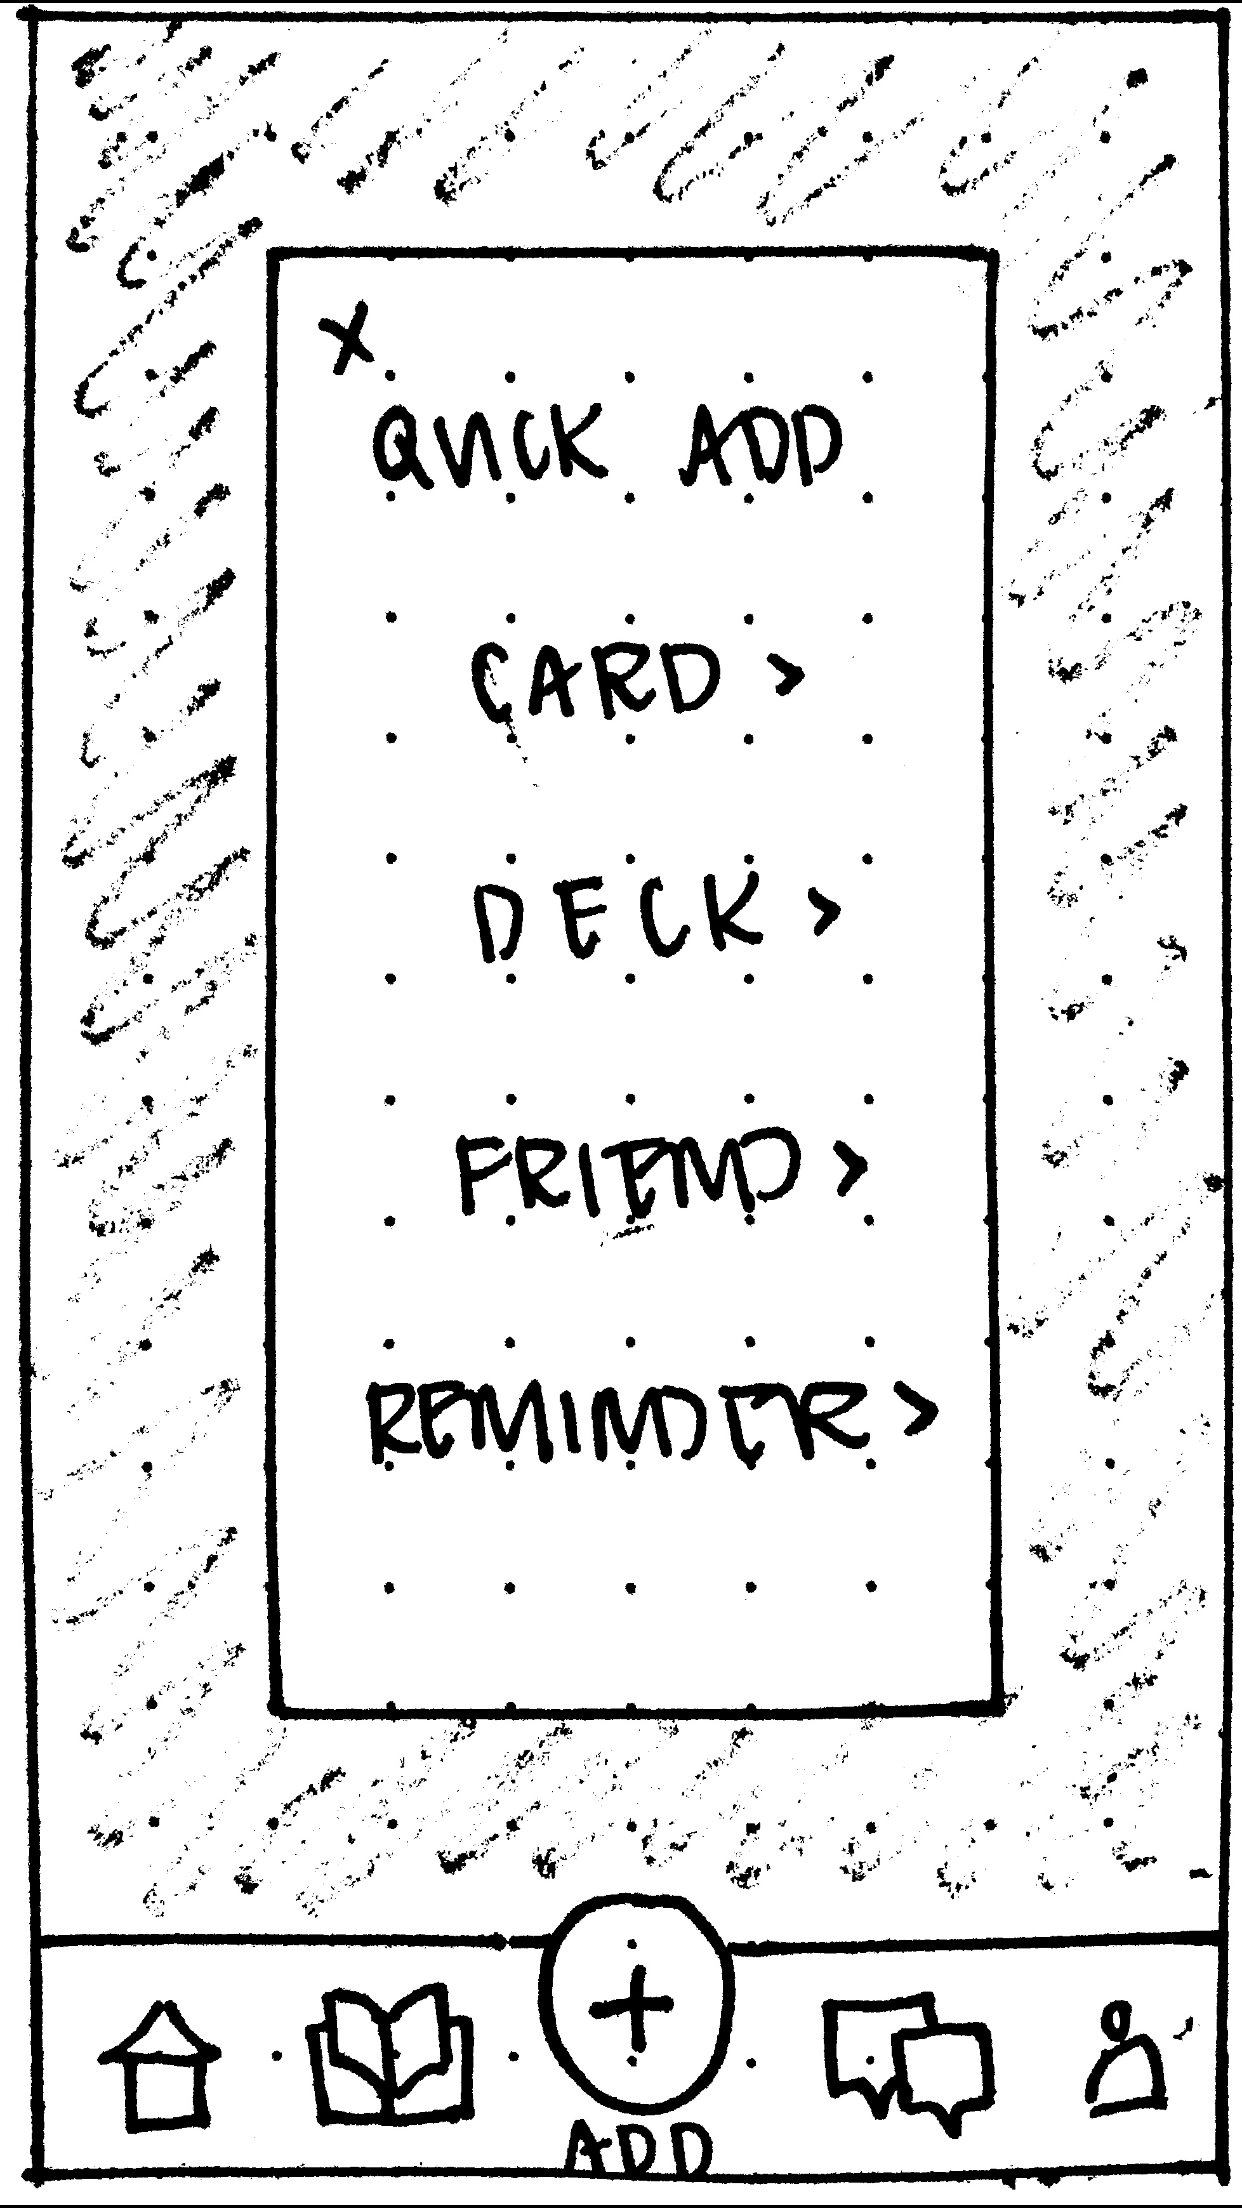 X
QUICK ADD
CARD >
DECK >
FRIEND >
REMINDER >
+
ADD